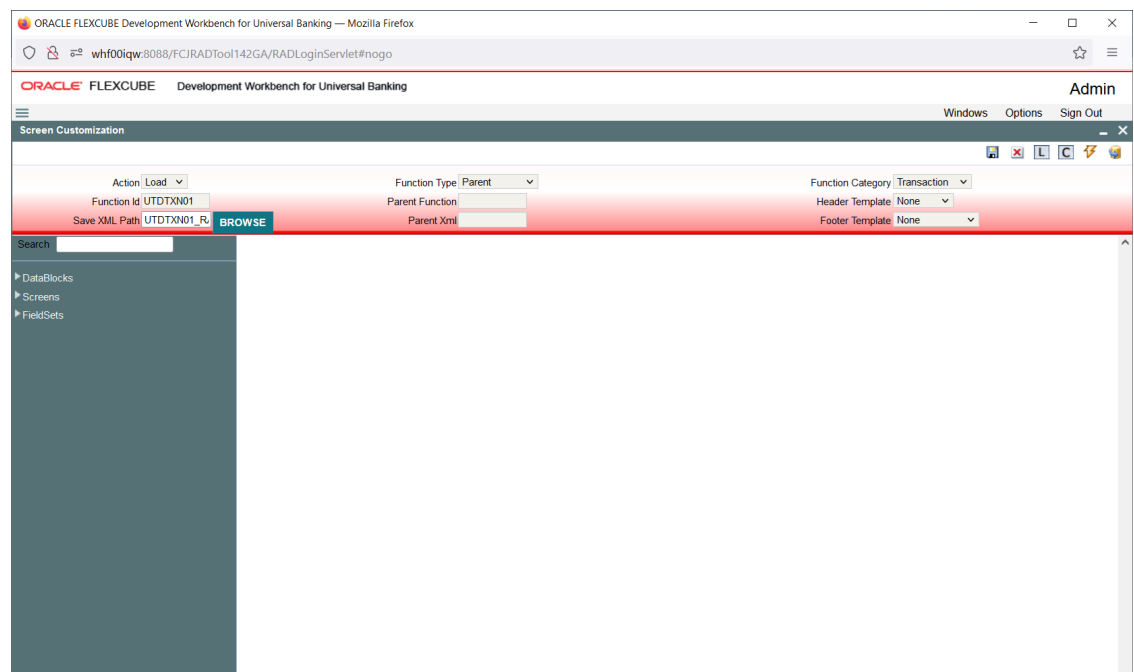 ORACLE FLEXCUBE Development Workbench for Universal Banking — Mozilla Firefox
whf00iqw:8088/FCJRADTool142GA/RADLoginServlet#nogo
ORACLE FLEXCUBE Development Workbench for Universal Banking Admin
Windows Options Sign Out
Screen Customization
L C
Action Load Function Type Parent Function Category Transaction
Function Id UTDTXN01 Parent Function Header Template None
Save XML Path UTDTXN01_R BROWSE Parent Xml Footer Template None
Search
DataBlocks
Screens
FieldSets